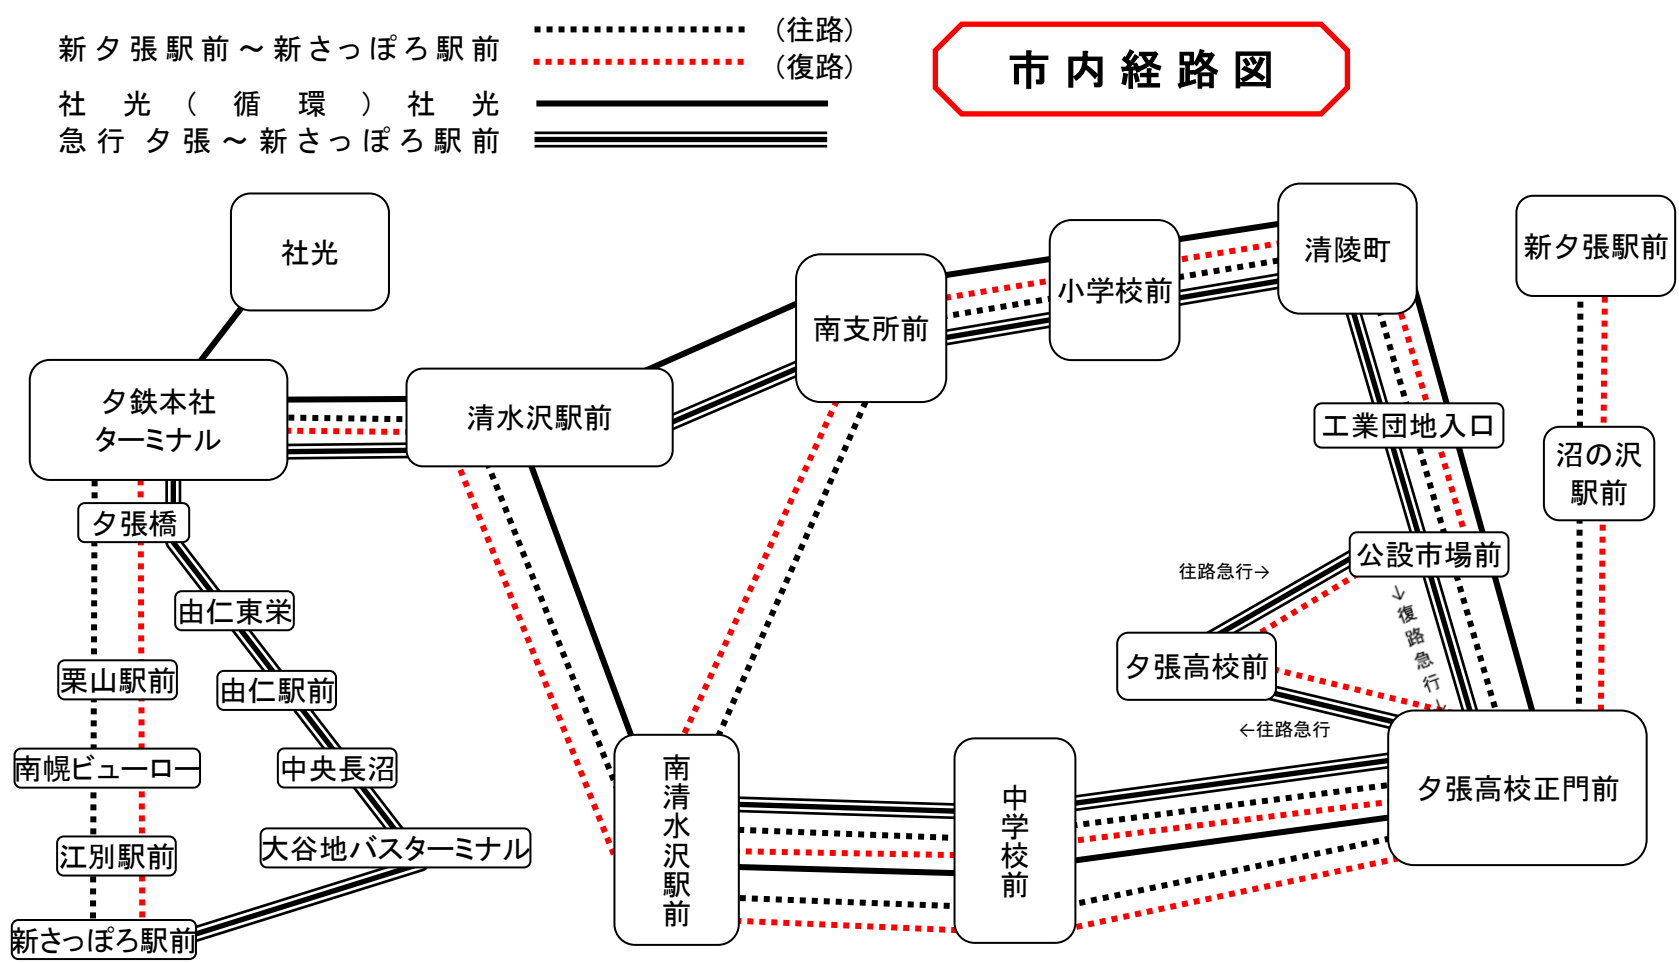 新夕張駅前～新さっぽろ駅前
（往路）
（復路）
社光（循環）社光
急行 夕張～新さっぽろ駅前
市内経路図
社光
夕鉄本社
ターミナル
清水沢駅前
南支所前
小学校前
清陵町
新夕張駅前
工業団地入口
沼の沢
駅前
夕張橋
公設市場前
往路急行→
↓復路急行↓
由仁東栄
夕張高校前
栗山駅前
由仁駅前
←往路急行
南幌ビューロー
中央長沼
南清水沢駅前
中学校前
夕張高校正門前
江別駅前
大谷地バスターミナル
新さっぽろ駅前